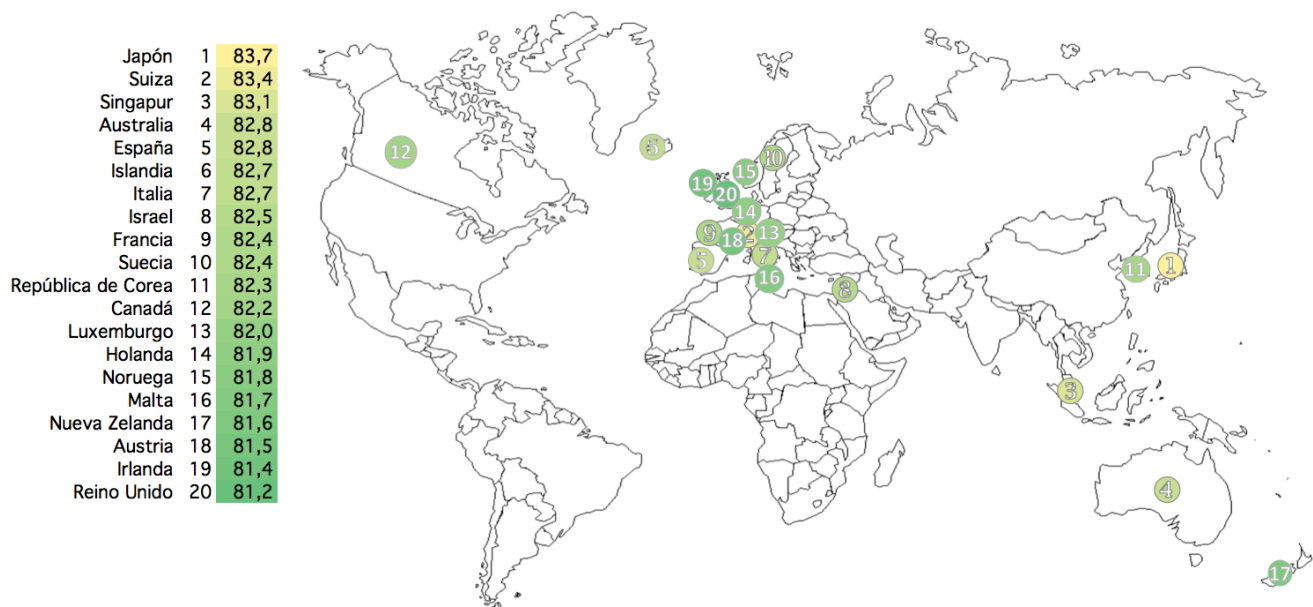 Japón 1 83,7
Suiza 2 83,4
Singapur 3 83,1
Australia 4 82,8
España 5 82,8
Islandia 6 82,7
Italia 7 82,7
Israel 8 82,5
Francia 9 82,4
Suecia 10 82,4
República de Corea 11 82,3
Canadá 12 82,2
Luxemburgo 13 82,0
Holanda 14 81,9
Noruega 15 81,8
Malta 16 81,7
Nueva Zelanda 17 81,6
Austria 18 81,5
Irlanda 19 81,4
Reino Unido 20 81,2
12
6
10
15
19
20
14
9
18
2
13
5
7
16
8
11
1
3
4
17